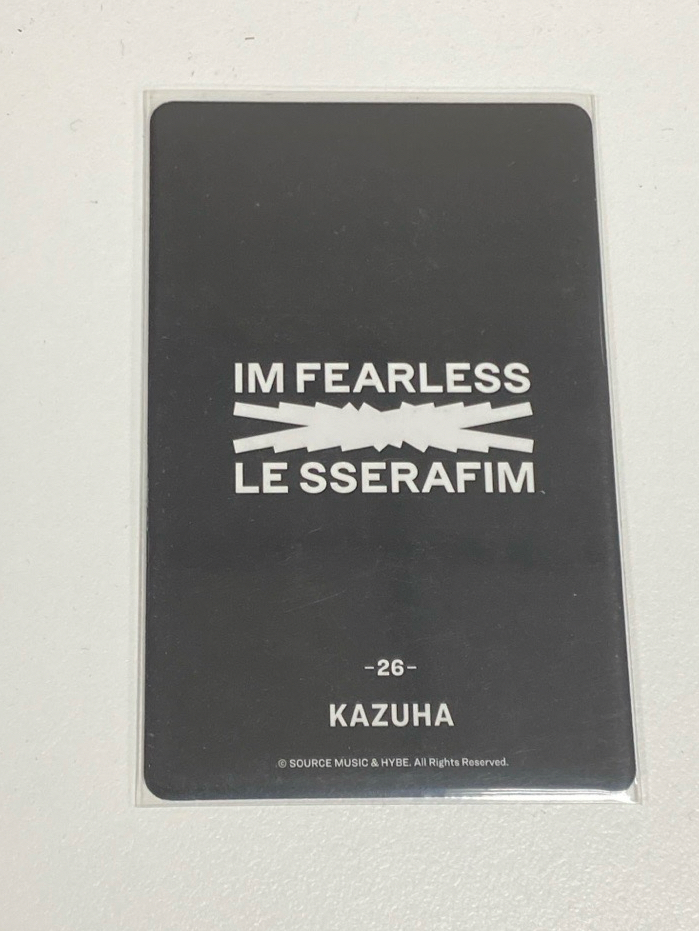 IM FEARLESS
LE SSERAFIM
-26-
KAZUHA
© SOURCE MUSIC & HYBE. All Rights Reserved.